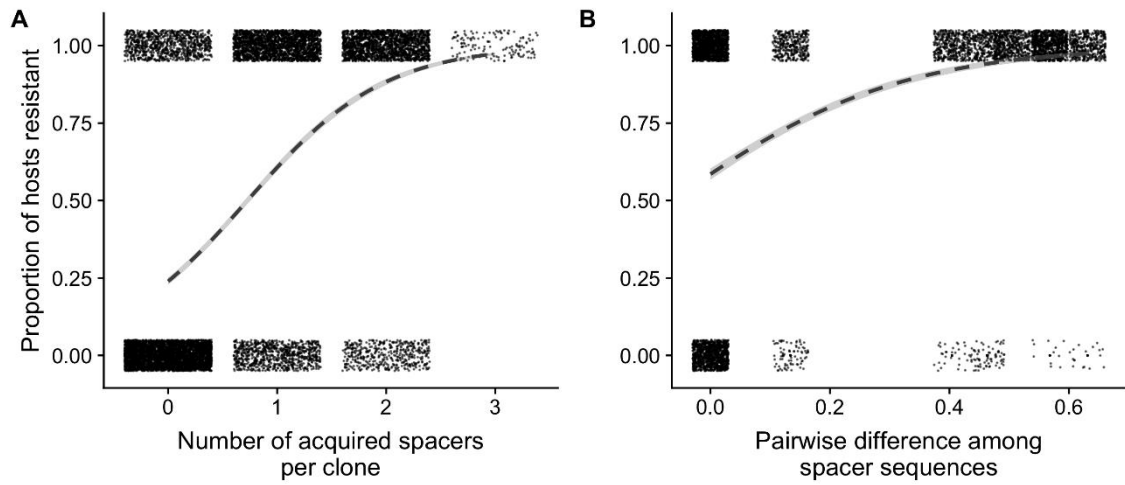 A
Proportion of hosts resistant
1.00
0.75
0.50
0.25
0.00
0 1 2 3
Number of acquired spacers
per clone
B
1.00
0.75
0.50
0.25
0.00
0.0 0.2 0.4 0.6
Pairwise difference among
spacer sequences